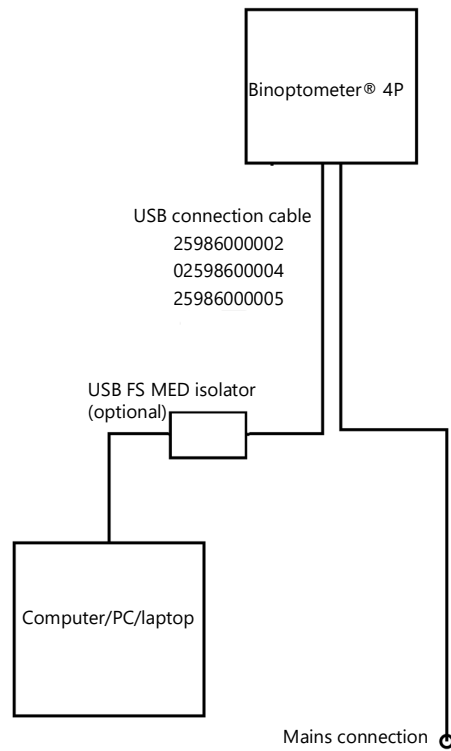 Binoptometer® 4P
USB connection cable
25986000002
02598600004
25986000005
USB FS MED isolator
(optional)
Computer/PC/laptop
Mains connection